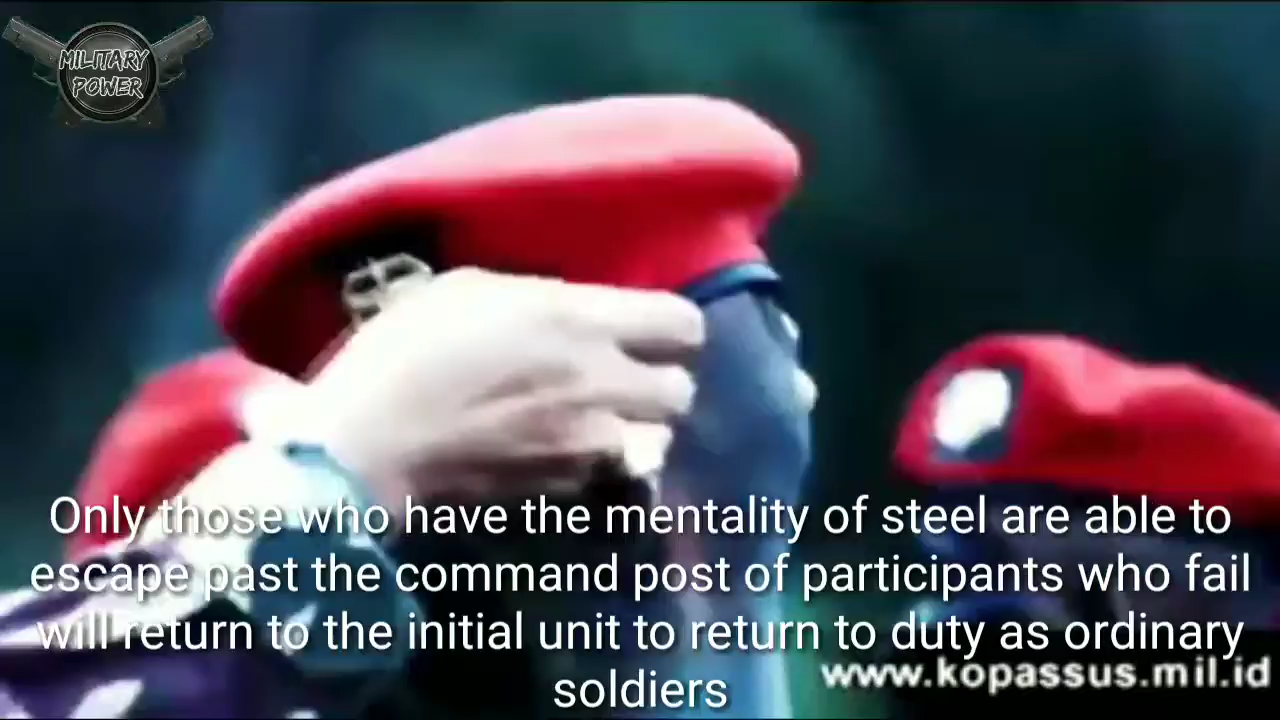 MILITARY
POWER
Only those who have the mentality of steel are able to
escape past the command post of participants who fail
will return to the initial unit to return to duty as ordinary
soldiers
www.kopassus.mil.id